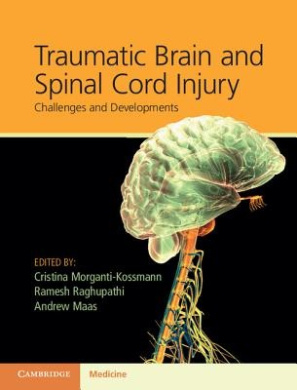 Traumatic Brain and
Spinal Cord Injury
Challenges and Developments
EDITED BY:
Cristina Morganti-Kossmann
Ramesh Raghupathi
Andrew Maas
CAMBRIDGE
Medicine